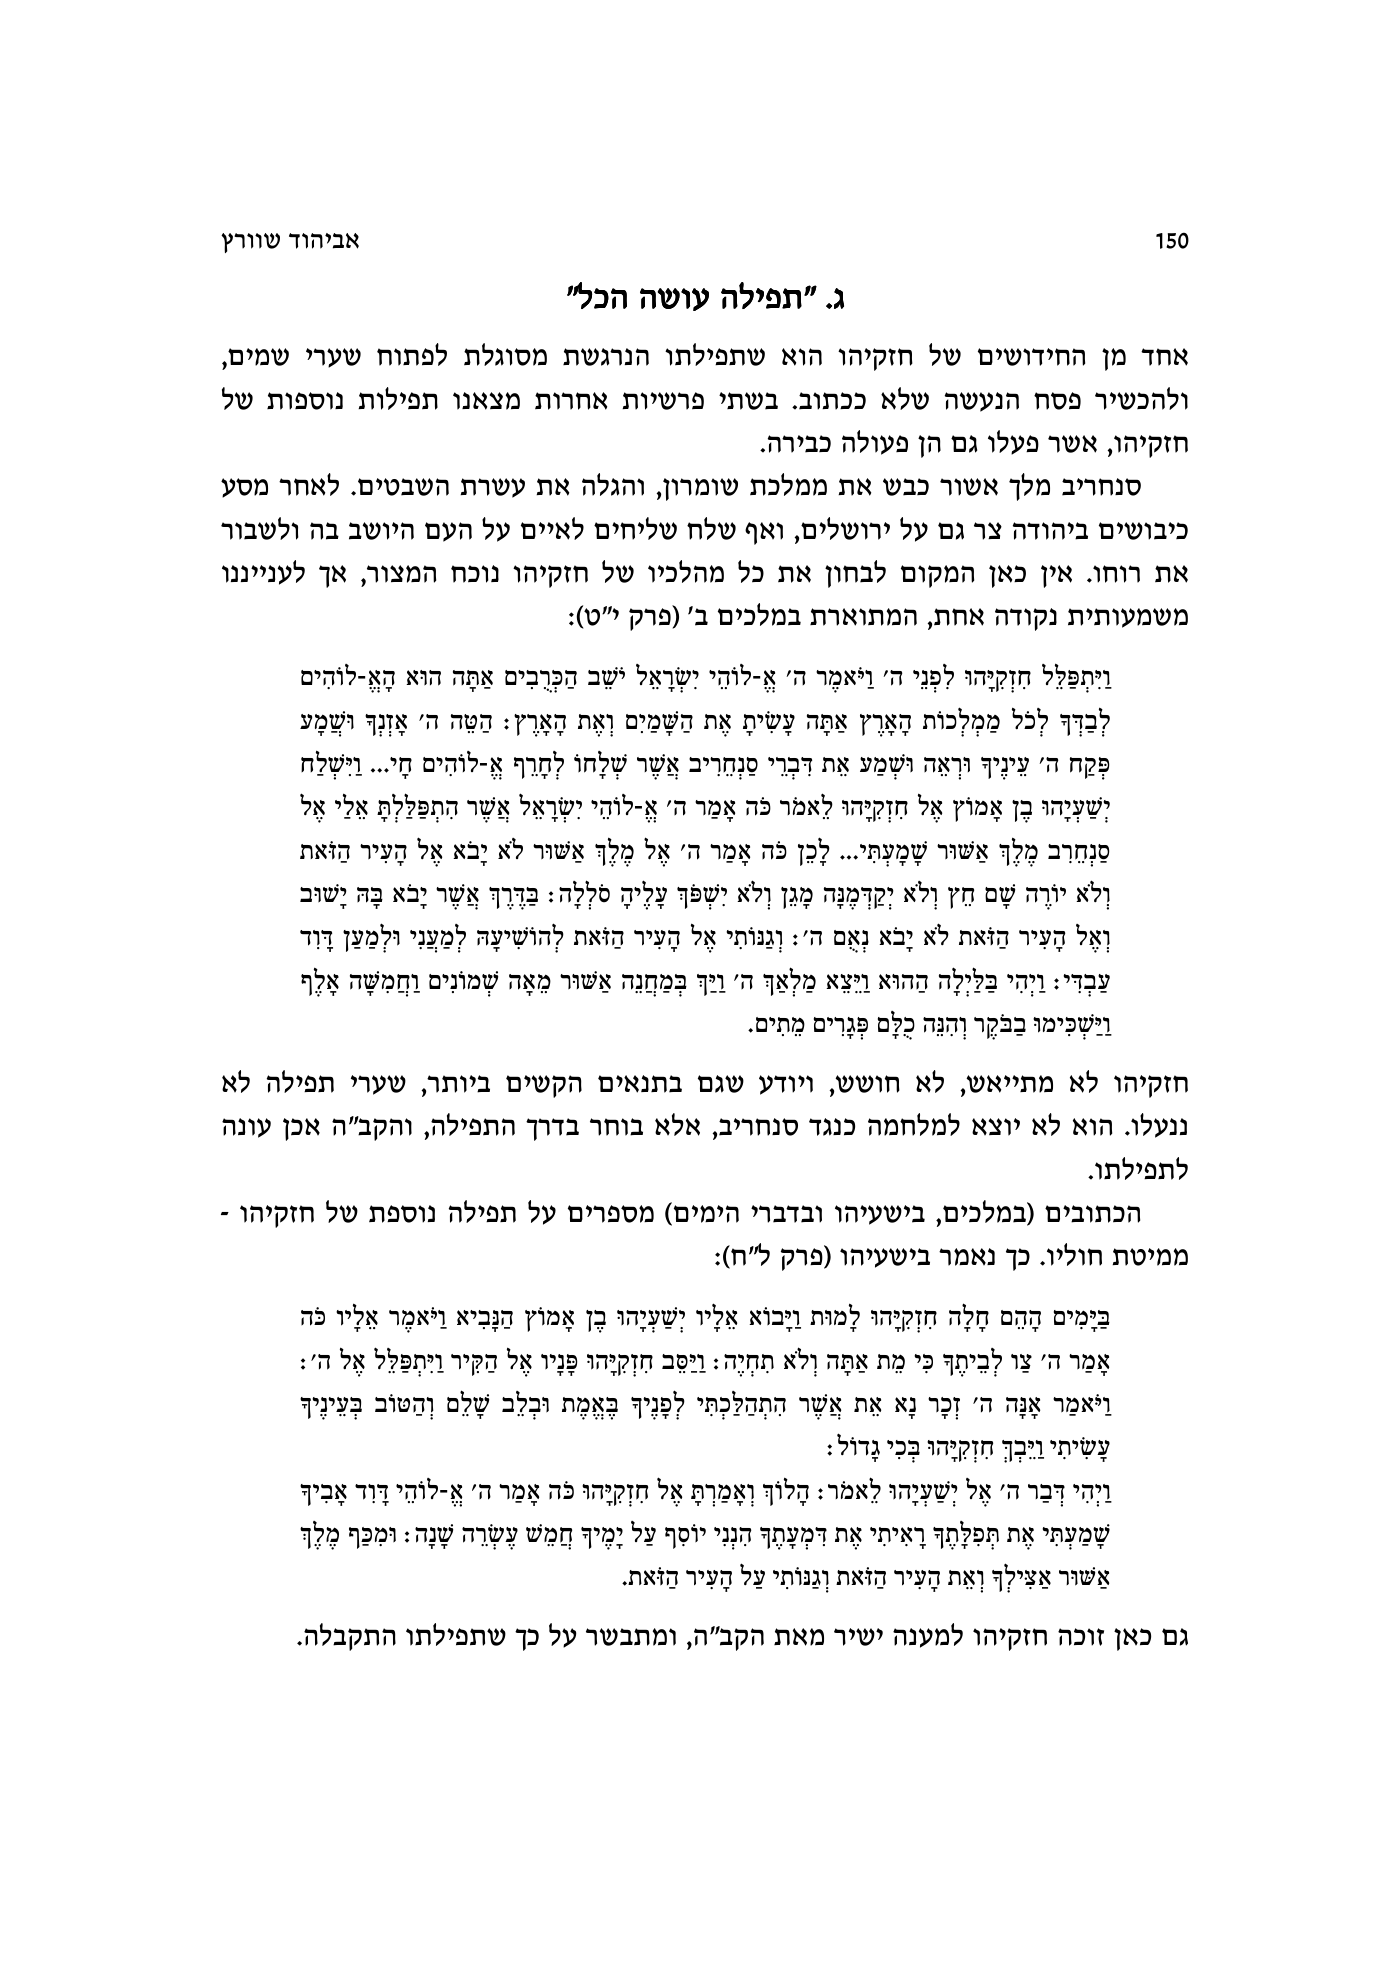 150 אביהוד שוורץ
ג. "תפילה עושה הכל"
אחד מן החידושים של חזקיהו הוא שתפילתו הנרגשת מסוגלת לפתוח שערי שמים,
ולהכשיר פסח הנעשה שלא ככתוב. בשתי פרשיות אחרות מצאנו תפילות נוספות של
חזקיהו, אשר פעלו גם הן פעולה כבירה.
סנחריב מלך אשור כבש את ממלכת שומרון, והגלה את עשרת השבטים. לאחר מסע
כיבושים ביהודה צר גם על ירושלים, ואף שלח שליחים לאיים על העם היושב בה ולשבור
את רוחו. אין כאן המקום לבחון את כל מהלכיו של חזקיהו נוכח המצור, אך לענייננו
משמעותית נקודה אחת, המתוארת במלכים ב' (פרק י"ט):
וַיִּתְפַּלֵּל חִזְקִיָּהוּ לִפְנֵי ה' וַיֹּאמֶר ה' אֱ-לוֹהֵי יִשְׂרָאֵל יֹשֵׁב הַכְּרֻבִים אַתָּה הוּא הָאֱ-לוֹהִים
לְבַדְּךָ לְכֹל מַמְלְכוֹת הָאָרֶץ אַתָּה עָשִׂיתָ אֶת הַשָּׁמַיִם וְאֶת הָאָרֶץ: הַטֵּה ה' אָזְנְךָ וּשֲׁמָע
פְּקַח ה' עֵינֶיךָ וּרְאֵה וּשְׁמַע אֵת דִּבְרֵי סַנְחֵרִיב אֲשֶׁר שְׁלָחוֹ לְחָרֵף אֱ-לוֹהִים חָי... וַיִּשְׁלַח
יְשַׁעְיָהוּ בֶן אָמוֹץ אֶל חִזְקִיָּהוּ לֵאמֹר כֹּה אָמַר ה' אֱ-לוֹהֵי יִשְׂרָאֵל אֲשֶׁר הִתְפַּלַּלְתָּ אֵלַי אֶל
סַנְחֵרִב מֶלֶךְ אַשּׁוּר שָׁמָעְתִּי... לָכֵן כֹּה אָמַר ה' אֶל מֶלֶךְ אַשּׁוּר לֹא יָבֹא אֶל הָעִיר הַזֹּאת
וְלֹא יוֹרֶה שָׁם חֵץ וְלֹא יְקַדְּמֶנָּה מָגֵן וְלֹא יִשְׁפֹּךְ עָלֶיהָ סֹלְלָה: בַּדֶּרֶךְ אֲשֶׁר יָבֹא בָּהּ יָשׁוּב
וְאֶל הָעִיר הַזֹּאת לֹא יָבֹא נְאֻם ה': וְגַנּוֹתִי אֶל הָעִיר הַזֹּאת לְהוֹשִׁיעָהּ לְמַעֲנִי וּלְמַעַן דָּוִד
עַבְדִּי: וַיְהִי בַּלַּיְלָה הַהוּא וַיֵּצֵא מַלְאַךְ ה' וַיַּךְ בְּמַחֲנֵה אַשּׁוּר מֵאָה שְׁמוֹנִים וַחֲמִשָּׁה אָלֶף
וַיַּשְׁכִּימוּ בַבֹּקֶר וְהִנֵּה כֻלָּם פְּגָרִים מֵתִים.
חזקיהו לא מתייאש, לא חושש, ויודע שגם בתנאים הקשים ביותר, שערי תפילה לא
ננעלו. הוא לא יוצא למלחמה כנגד סנחריב, אלא בוחר בדרך התפילה, והקב"ה אכן עונה
לתפילתו.
הכתובים (במלכים, בישעיהו ובדברי הימים) מספרים על תפילה נוספת של חזקיהו -
ממיטת חוליו. כך נאמר בישעיהו (פרק ל"ח):
בַּיָּמִים הָהֵם חָלָה חִזְקִיָּהוּ לָמוּת וַיָּבוֹא אֵלָיו יְשַׁעְיָהוּ בֶן אָמוֹץ הַנָּבִיא וַיֹּאמֶר אֵלָיו כֹּה
אָמַר ה' צַו לְבֵיתֶךָ כִּי מֵת אַתָּה וְלֹא תִחְיֶה: וַיַּסֵּב חִזְקִיָּהוּ פָּנָיו אֶל הַקִּיר וַיִּתְפַּלֵּל אֶל ה':
וַיֹּאמַר אָנָּה ה' זְכָר נָא אֵת אֲשֶׁר הִתְהַלַּכְתִּי לְפָנֶיךָ בֶּאֱמֶת וּבְלֵב שָׁלֵם וְהַטּוֹב בְּעֵינֶיךָ
עָשִׂיתִי וַיֵּבְךְּ חִזְקִיָּהוּ בְּכִי גָדוֹל:
וַיְהִי דְּבַר ה' אֶל יְשַׁעְיָהוּ לֵאמֹר: הָלוֹךְ וְאָמַרְתָּ אֶל חִזְקִיָּהוּ כֹּה אָמַר ה' אֱ-לוֹהֵי דָּוִד אָבִיךָ
שָׁמַעְתִּי אֶת תְּפִלָּתֶךָ רָאִיתִי אֶת דִּמְעָתֶךָ הִנְנִי יוֹסִף עַל יָמֶיךָ חֲמֵשׁ עֶשְׂרֵה שָׁנָה: וּמִכַּף מֶלֶךְ
אַשּׁוּר אַצִּילְךָ וְאֵת הָעִיר הַזֹּאת וְגַנּוֹתִי עַל הָעִיר הַזֹּאת.
גם כאן זוכה חזקיהו למענה ישיר מאת הקב"ה, ומתבשר על כך שתפילתו התקבלה.